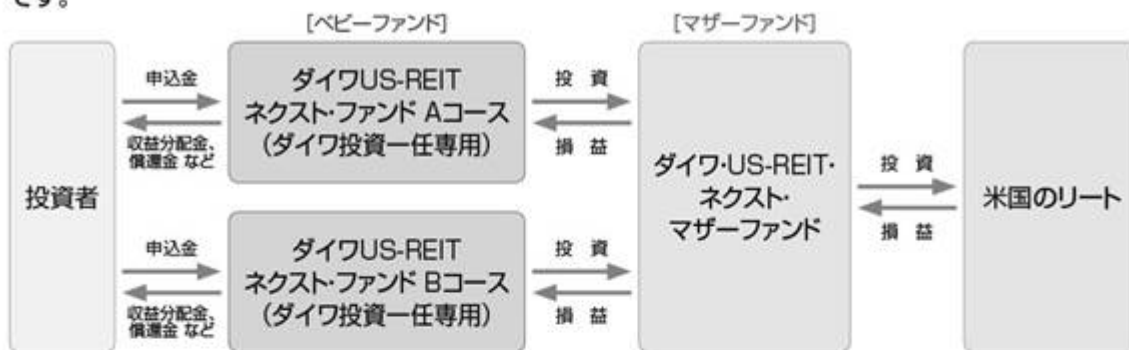 です。
[ベビーファンド]
[マザーファンド]
投資者
申込金
収益分配金、
償還金 など
ダイワUS-REIT
ネクスト・ファンド Aコース
（ダイワ投資一任専用）
投 資
損 益
申込金
収益分配金、
償還金 など
ダイワUS-REIT
ネクスト・ファンド Bコース
（ダイワ投資一任専用）
投 資
損 益
ダイワ・US-REIT・
ネクスト・
マザーファンド
投 資
損 益
米国のリート